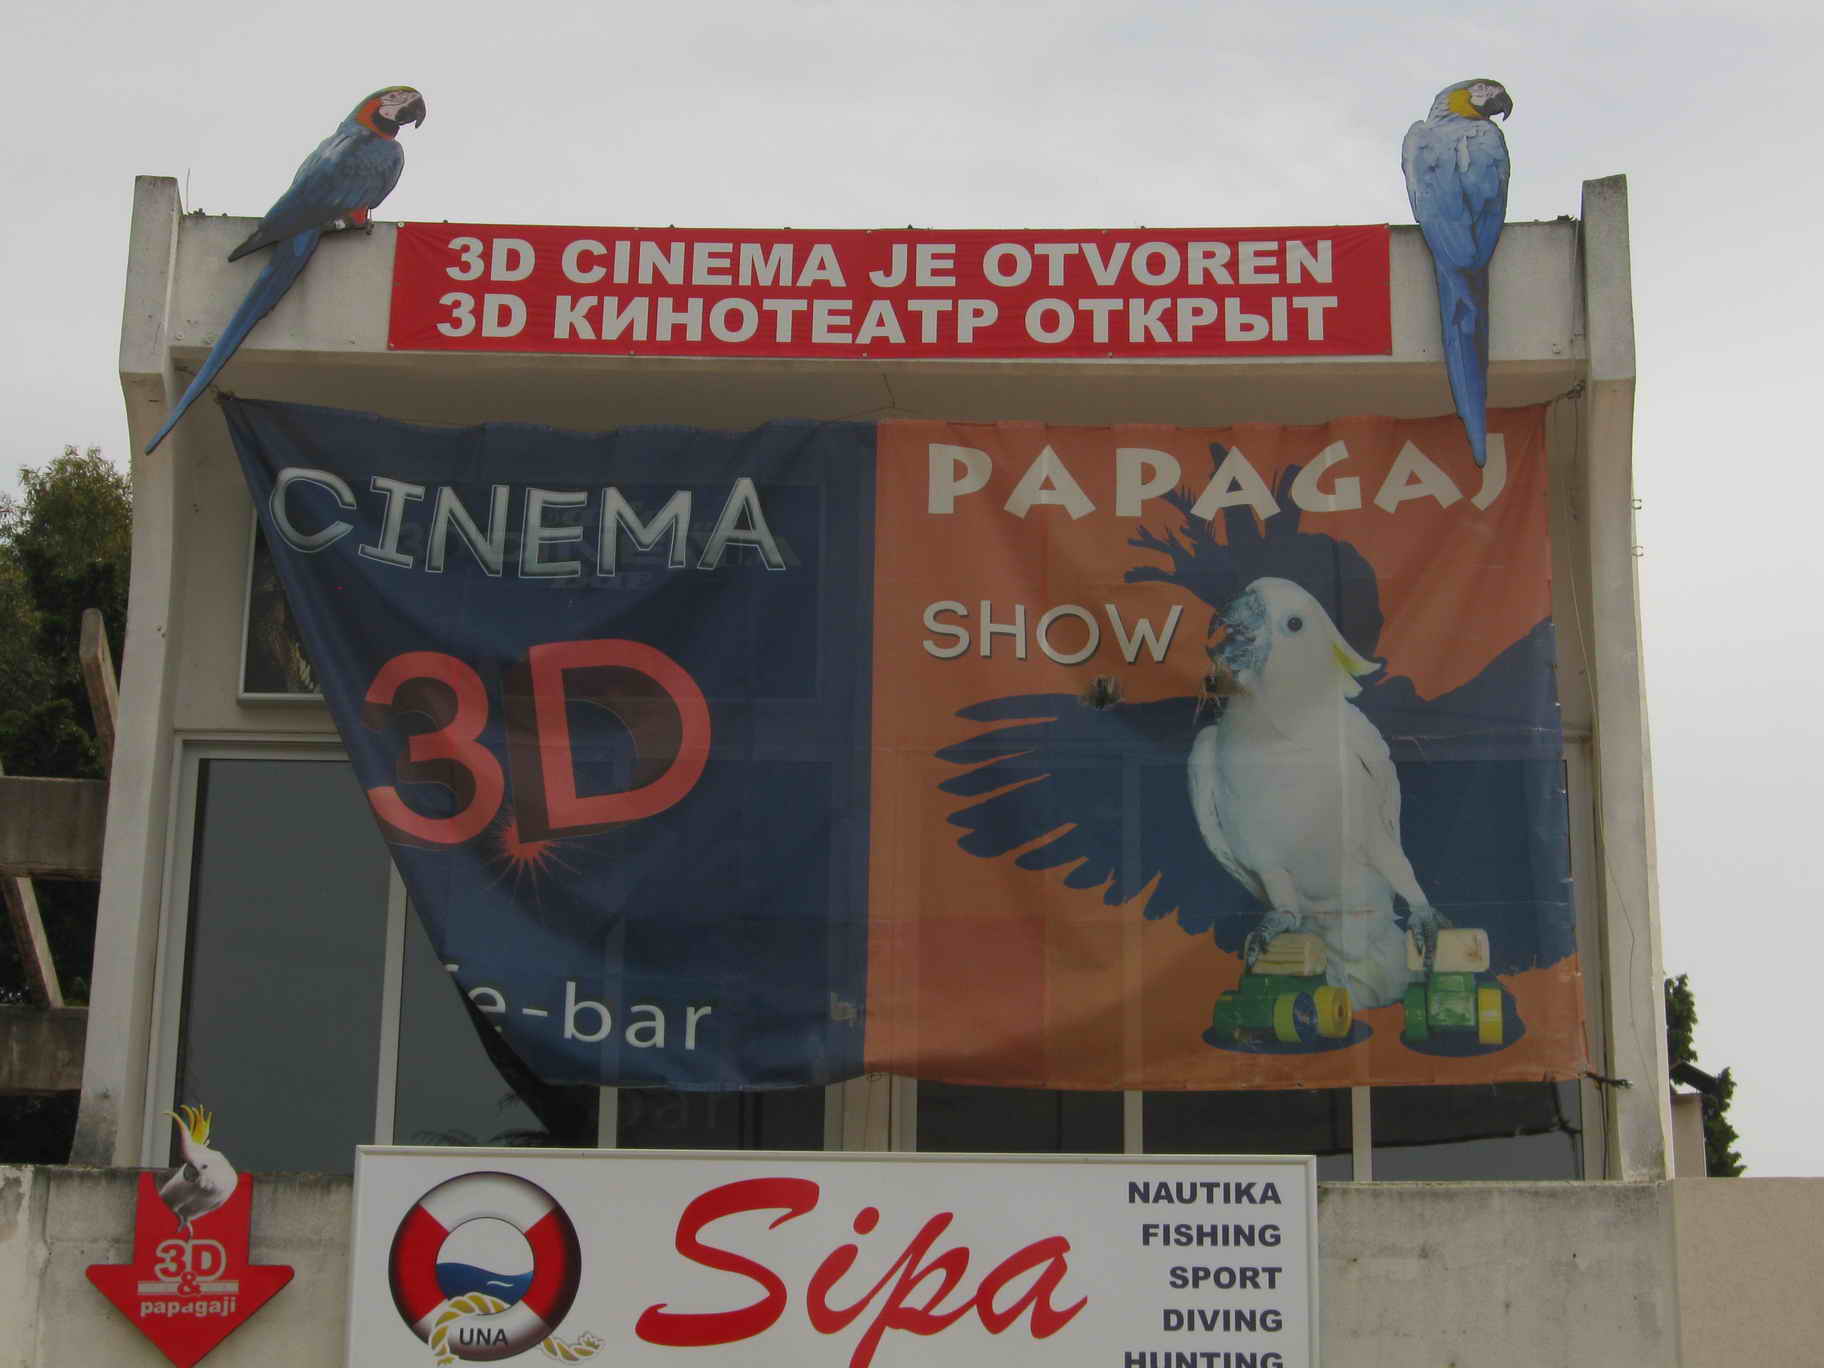 3D CINEMA JE OTVOREN
3D КИНОТЕАТР ОТКРЫТ
CINEMA
3D
e-bar
PAPAGAJ
SHOW
3D
&
papagaji
UNA
Sipa
NAUTIKA
FISHING
SPORT
DIVING
HUNTING